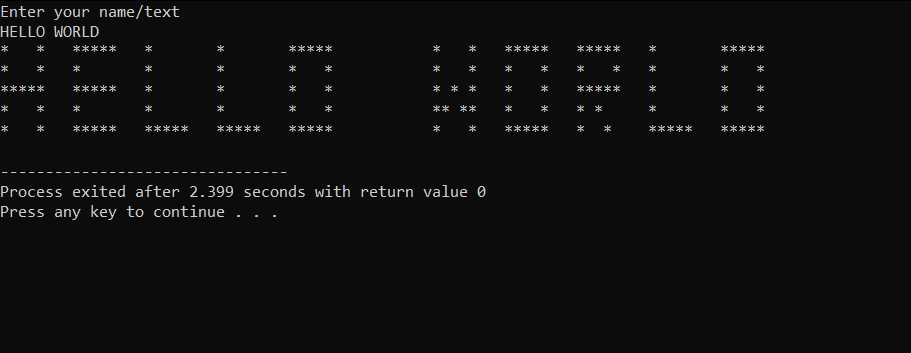 Enter your name/text
HELLO WORLD
*   *   *****   *       *       *****           *   *   *****   *****   *       *****
*   *   *       *       *       *   *           *   *   *   *   *   *   *       *   *
*****   *****   *       *       *   *           * * *   *   *   *****   *       *   *
*   *   *       *       *       *   *           ** **   *   *   * *     *       *   *
*   *   *****   *****   *****   *****           *   *   *****   *  *    *****   *****
--------------------------------
Process exited after 2.399 seconds with return value 0
Press any key to continue . . .